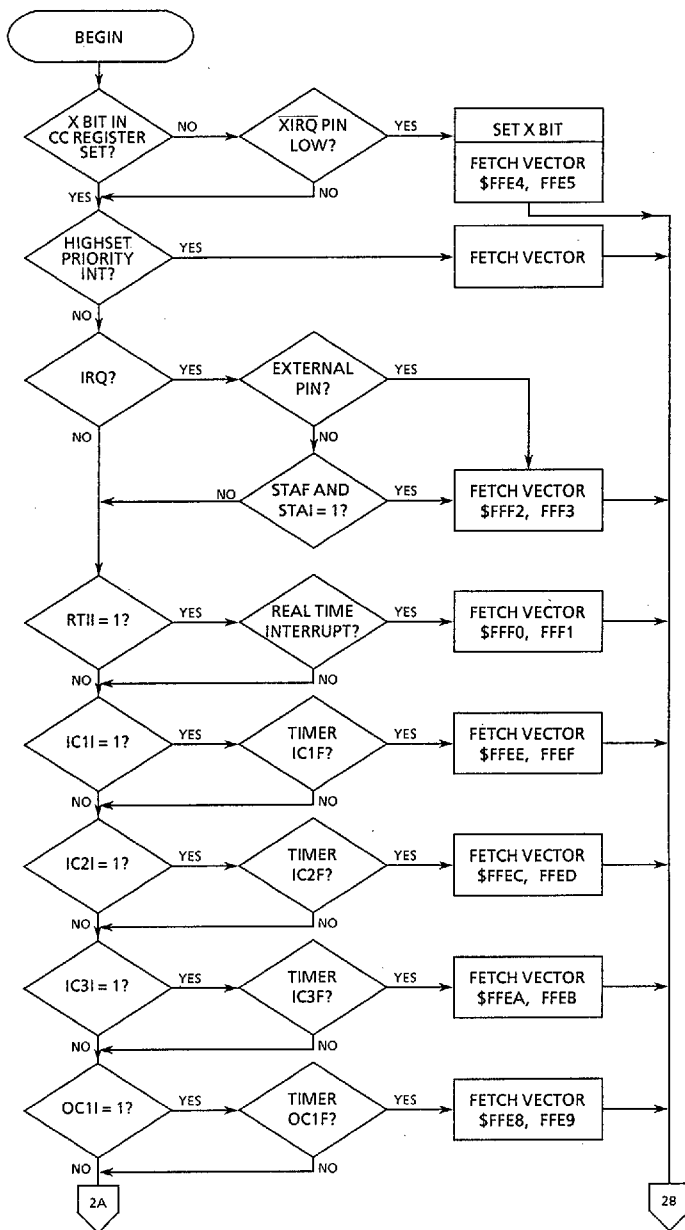 BEGIN
X BIT IN
CC REGISTER
SET?
NO
XIRQ PIN
LOW?
YES
SET X BIT
FETCH VECTOR
$FFE4, FFE5
YES
NO
HIGHSET
PRIORITY
INT?
YES
FETCH VECTOR
NO
IRQ?
YES
EXTERNAL
PIN?
YES
NO
NO
STAF AND
STAI = 1?
NO
YES
FETCH VECTOR
$FFF2, FFF3
RTII = 1?
YES
REAL TIME
INTERRUPT?
YES
FETCH VECTOR
$FFF0, FFF1
NO
NO
IC1I = 1?
YES
TIMER
IC1F?
YES
FETCH VECTOR
$FFEE, FFEF
NO
NO
IC2I = 1?
YES
TIMER
IC2F?
YES
FETCH VECTOR
$FFEC, FFED
NO
NO
IC3I = 1?
YES
TIMER
IC3F?
YES
FETCH VECTOR
$FFEA, FFEB
NO
NO
OC1I = 1?
YES
TIMER
OC1F?
YES
FETCH VECTOR
$FFE8, FFE9
NO
NO
2A
2B